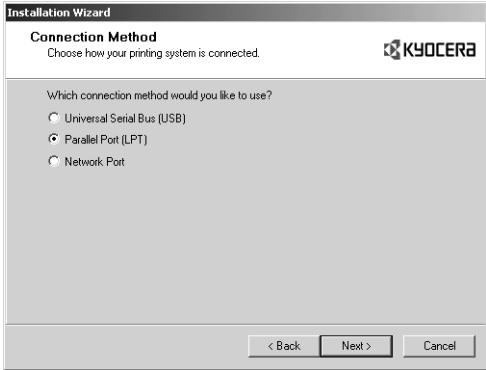 Installation Wizard
Connection Method
Choose how your printing system is connected.
KYOCERA
Which connection method would you like to use?
Universal Serial Bus (USB)
Parallel Port (LPT)
Network Port
< Back
Next >
Cancel